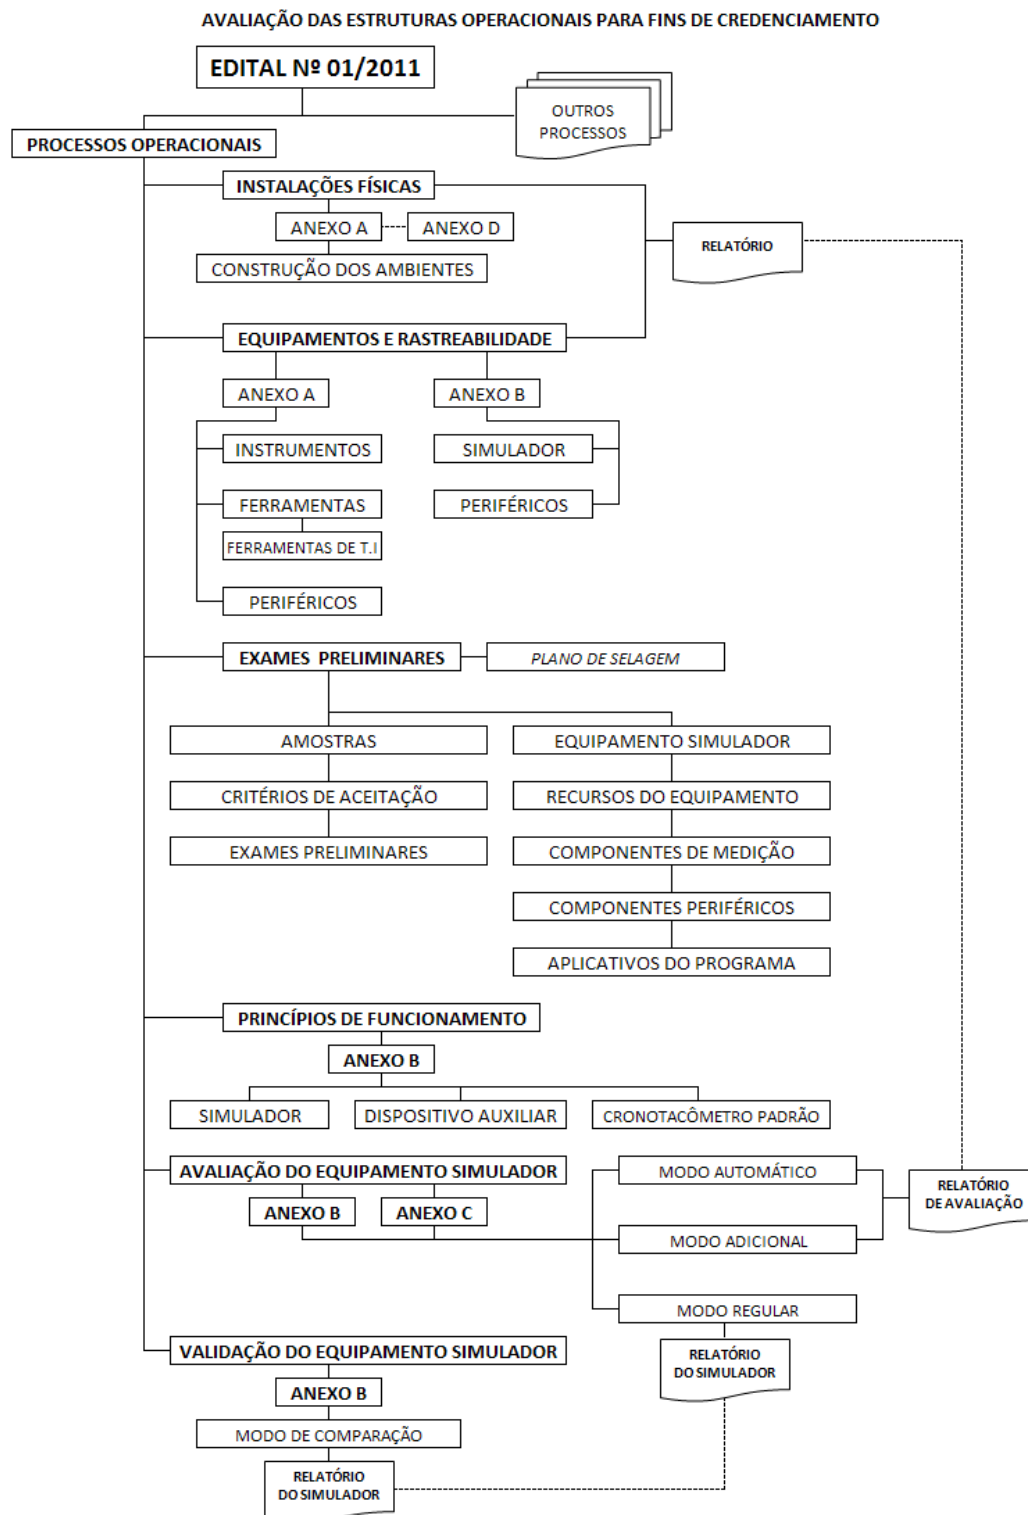 AVALIAÇÃO DAS ESTRUTURAS OPERACIONAIS PARA FINS DE CREDENCIAMENTO
EDITAL Nº 01/2011
OUTROS
PROCESSOS
PROCESSOS OPERACIONAIS
INSTALAÇÕES FÍSICAS
ANEXO A
ANEXO D
RELATÓRIO
CONSTRUÇÃO DOS AMBIENTES
EQUIPAMENTOS E RASTREABILIDADE
ANEXO A
ANEXO B
INSTRUMENTOS
SIMULADOR
FERRAMENTAS
PERIFÉRICOS
FERRAMENTAS DE T.I
PERIFÉRICOS
EXAMES PRELIMINARES
PLANO DE SELAGEM
AMOSTRAS
EQUIPAMENTO SIMULADOR
CRITÉRIOS DE ACEITAÇÃO
RECURSOS DO EQUIPAMENTO
EXAMES PRELIMINARES
COMPONENTES DE MEDIÇÃO
COMPONENTES PERIFÉRICOS
APLICATIVOS DO PROGRAMA
PRINCÍPIOS DE FUNCIONAMENTO
ANEXO B
SIMULADOR
DISPOSITIVO AUXILIAR
CRONOTACÔMETRO PADRÃO
AVALIAÇÃO DO EQUIPAMENTO SIMULADOR
MODO AUTOMÁTICO
RELATÓRIO
DE AVALIAÇÃO
ANEXO B
ANEXO C
MODO ADICIONAL
MODO REGULAR
VALIDAÇÃO DO EQUIPAMENTO SIMULADOR
RELATÓRIO
DO SIMULADOR
ANEXO B
MODO DE COMPARAÇÃO
RELATÓRIO
DO SIMULADOR